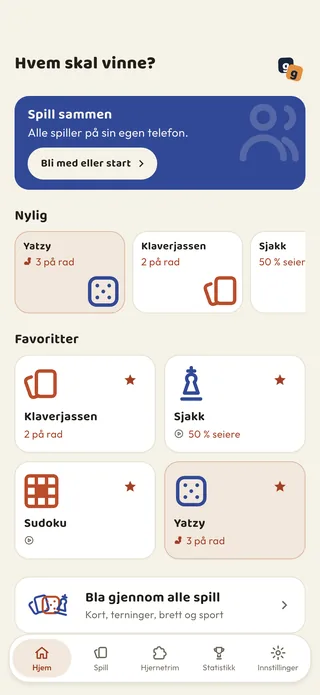 Hvem skal vinne?
g
g
Spill sammen
Alle spiller på sin egen telefon.
Bli med eller start
Nylig
Yatzy
3 på rad
Klaverjassen
2 på rad
Sjakk
50 % seier
Favoritter
Klaverjassen
2 på rad
Sjakk
50 % seiere
Sudoku
Yatzy
3 på rad
Bla gjennom alle spill
Kort, terninger, brett og sport
Hjem
Spill
Hjernetrim
Statistikk
Innstillinger